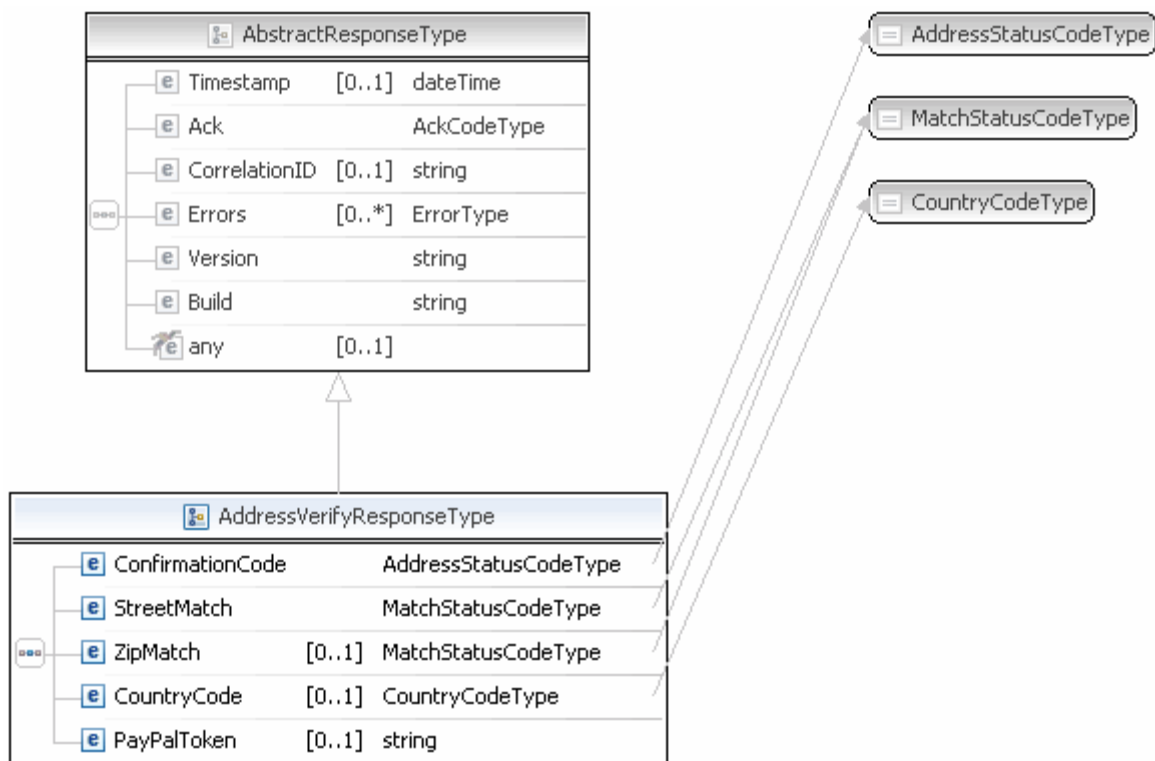 AbstractResponseType
e Timestamp [0..1] dateTime
e Ack AckCodeType
e CorrelationID [0..1] string
e Errors [0..*] ErrorType
e Version string
e Build string
e any [0..1]
AddressStatusCodeType
MatchStatusCodeType
CountryCodeType
AddressVerifyResponseType
e ConfirmationCode AddressStatusCodeType
e StreetMatch MatchStatusCodeType
e ZipMatch [0..1] MatchStatusCodeType
e CountryCode [0..1] CountryCodeType
e PayPalToken [0..1] string